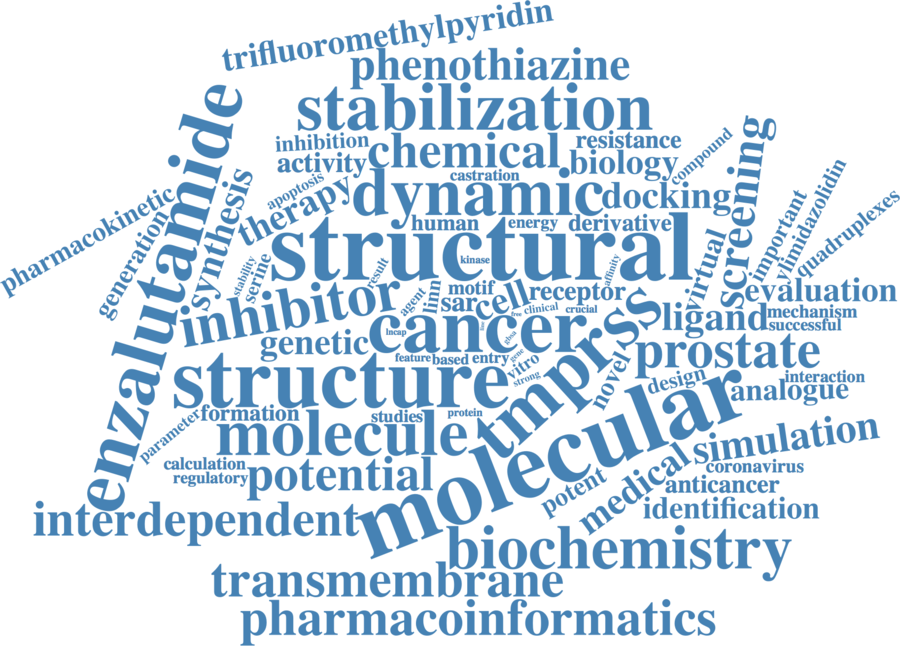 trifluoromethylpyridin
phenothiazine
stabilization
enzalutamide
inhibition
resistance
compound
activity
chemical
biology
castration
apoptosis
therapy
dynamic
docking
screening
synthesis
pharmacokinetic
generation
human
energy
derivative
virtual
important
ylimidazolidin
quadruplexes
structural
stability
serine
result
kinase
affinity
inhibitor
agent
motif
sar
cell
receptor
clinical
crucial
free
evaluation
ligand
mechanism
successful
genetic
cancer
lncap
tmprss
prostate
feature
based
entry
gene
vitro
strong
structure
novel
design
interaction
analogue
formation
studies
protein
parameter
molecule
molecular
simulation
calculation
regulatory
potential
potent
medical
coronavirus
anticancer
identification
interdependent
biochemistry
transmembrane
pharmacoinformatics